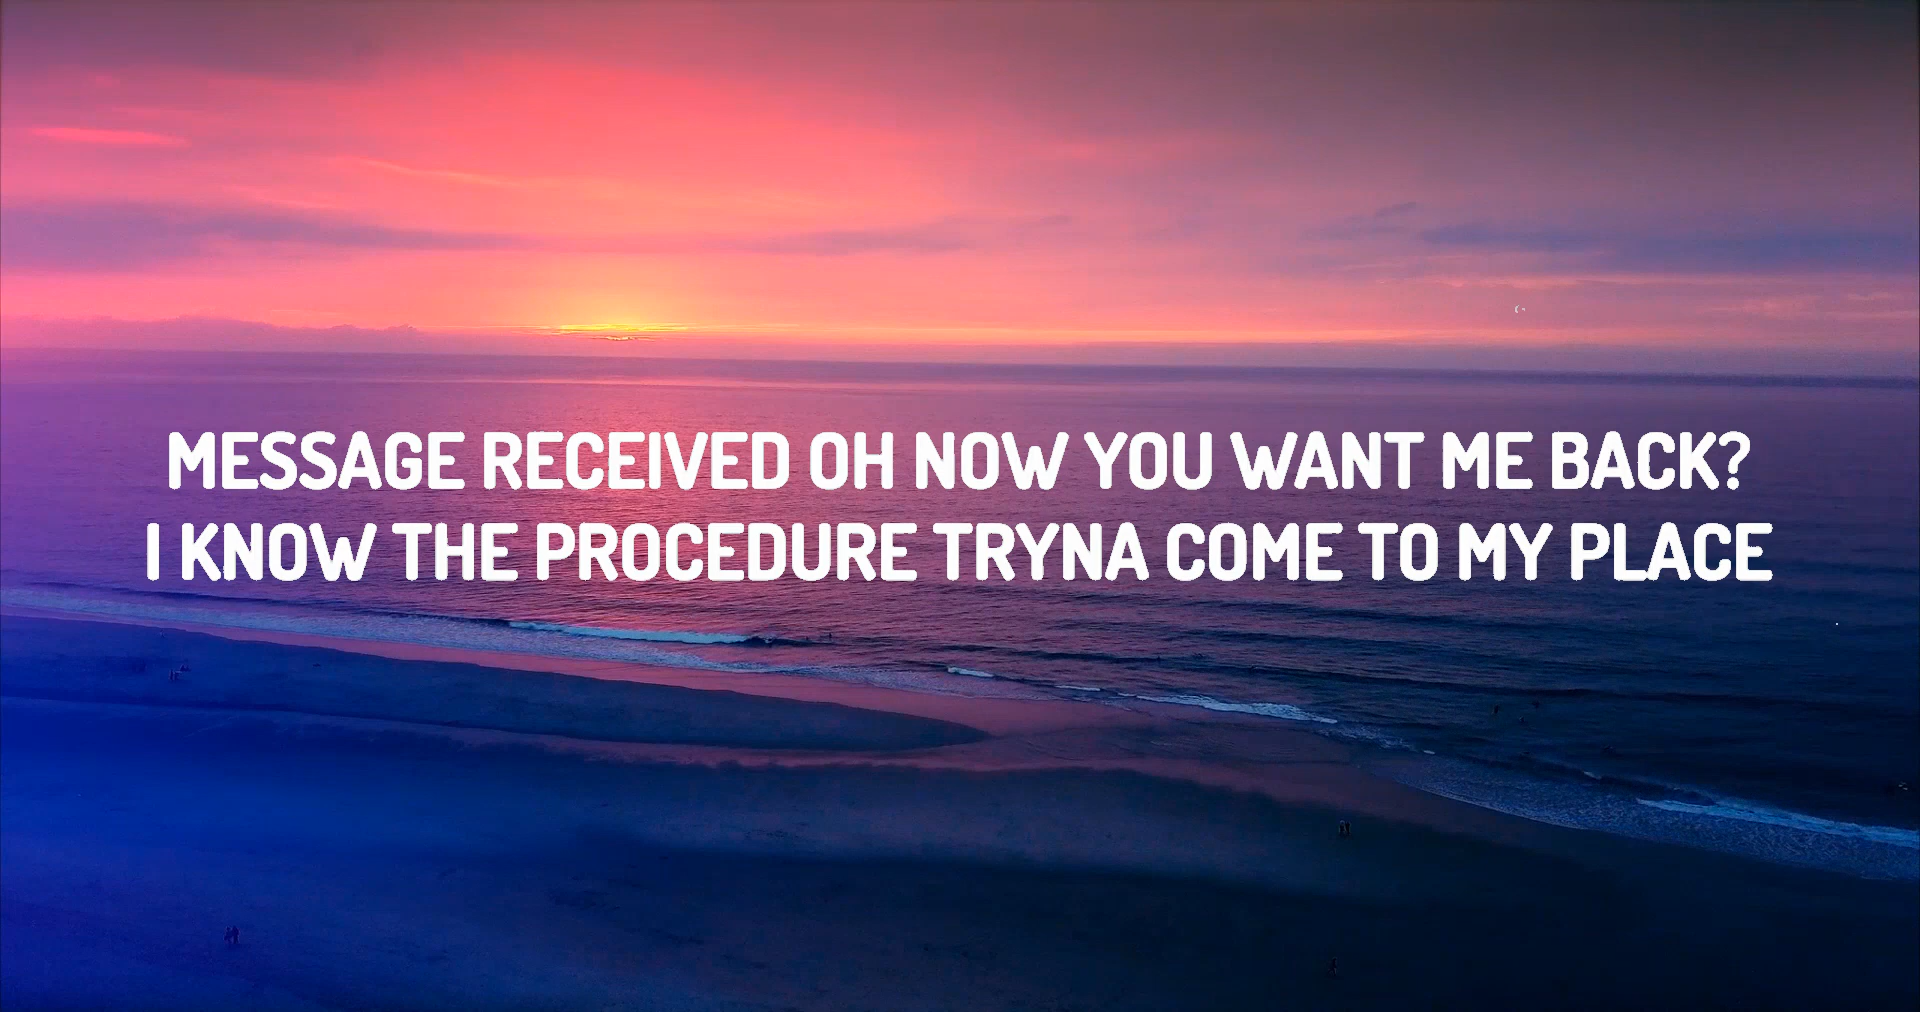 MESSAGE RECEIVED OH NOW YOU WANT ME BACK?
I KNOW THE PROCEDURE TRYNA COME TO MY PLACE